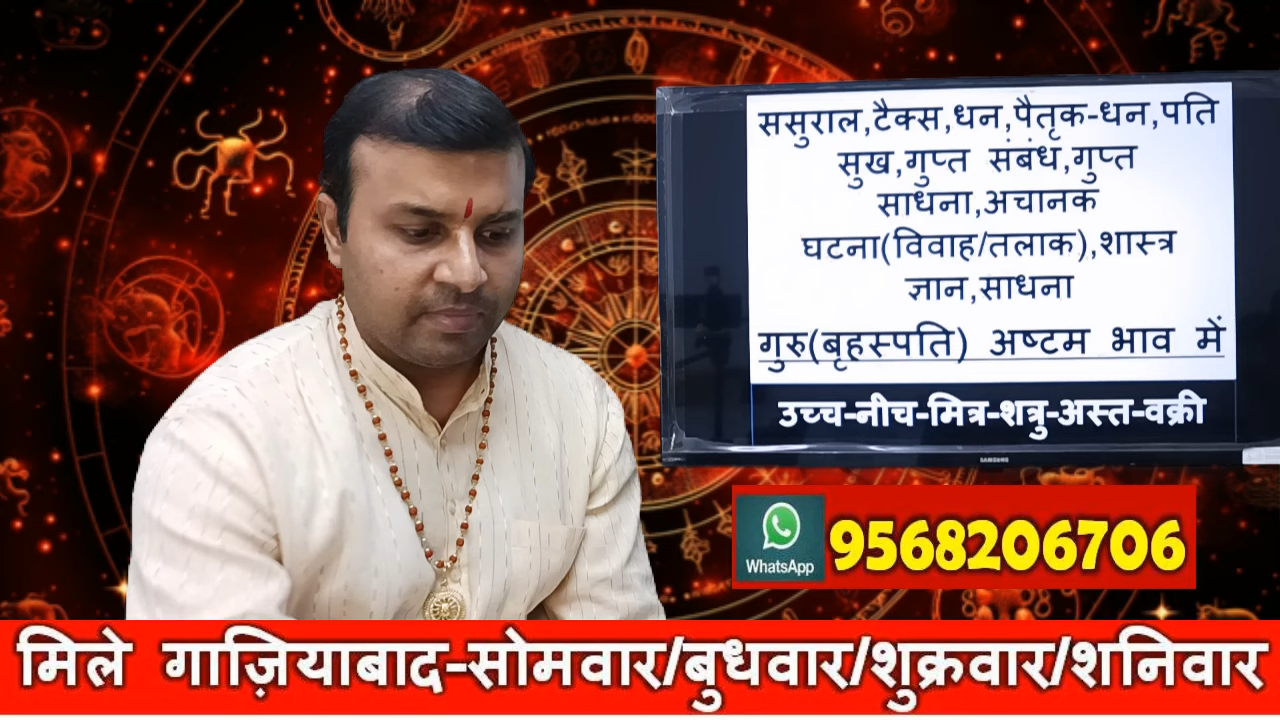 ससुराल,टैक्स,धन,पैतृक-धन,पति
सुख,गुप्त संबंध,गुप्त
साधना,अचानक
घटना(विवाह/तलाक),शास्त्र
ज्ञान,साधना
गुरु(बृहस्पति) अष्टम भाव में
उच्च-नीच-मित्र-शत्रु-अस्त-वक्री
SAMSUNG
WhatsApp
9568206706
मिले गाज़ियाबाद-सोमवार/बुधवार/शुक्रवार/शनिवार